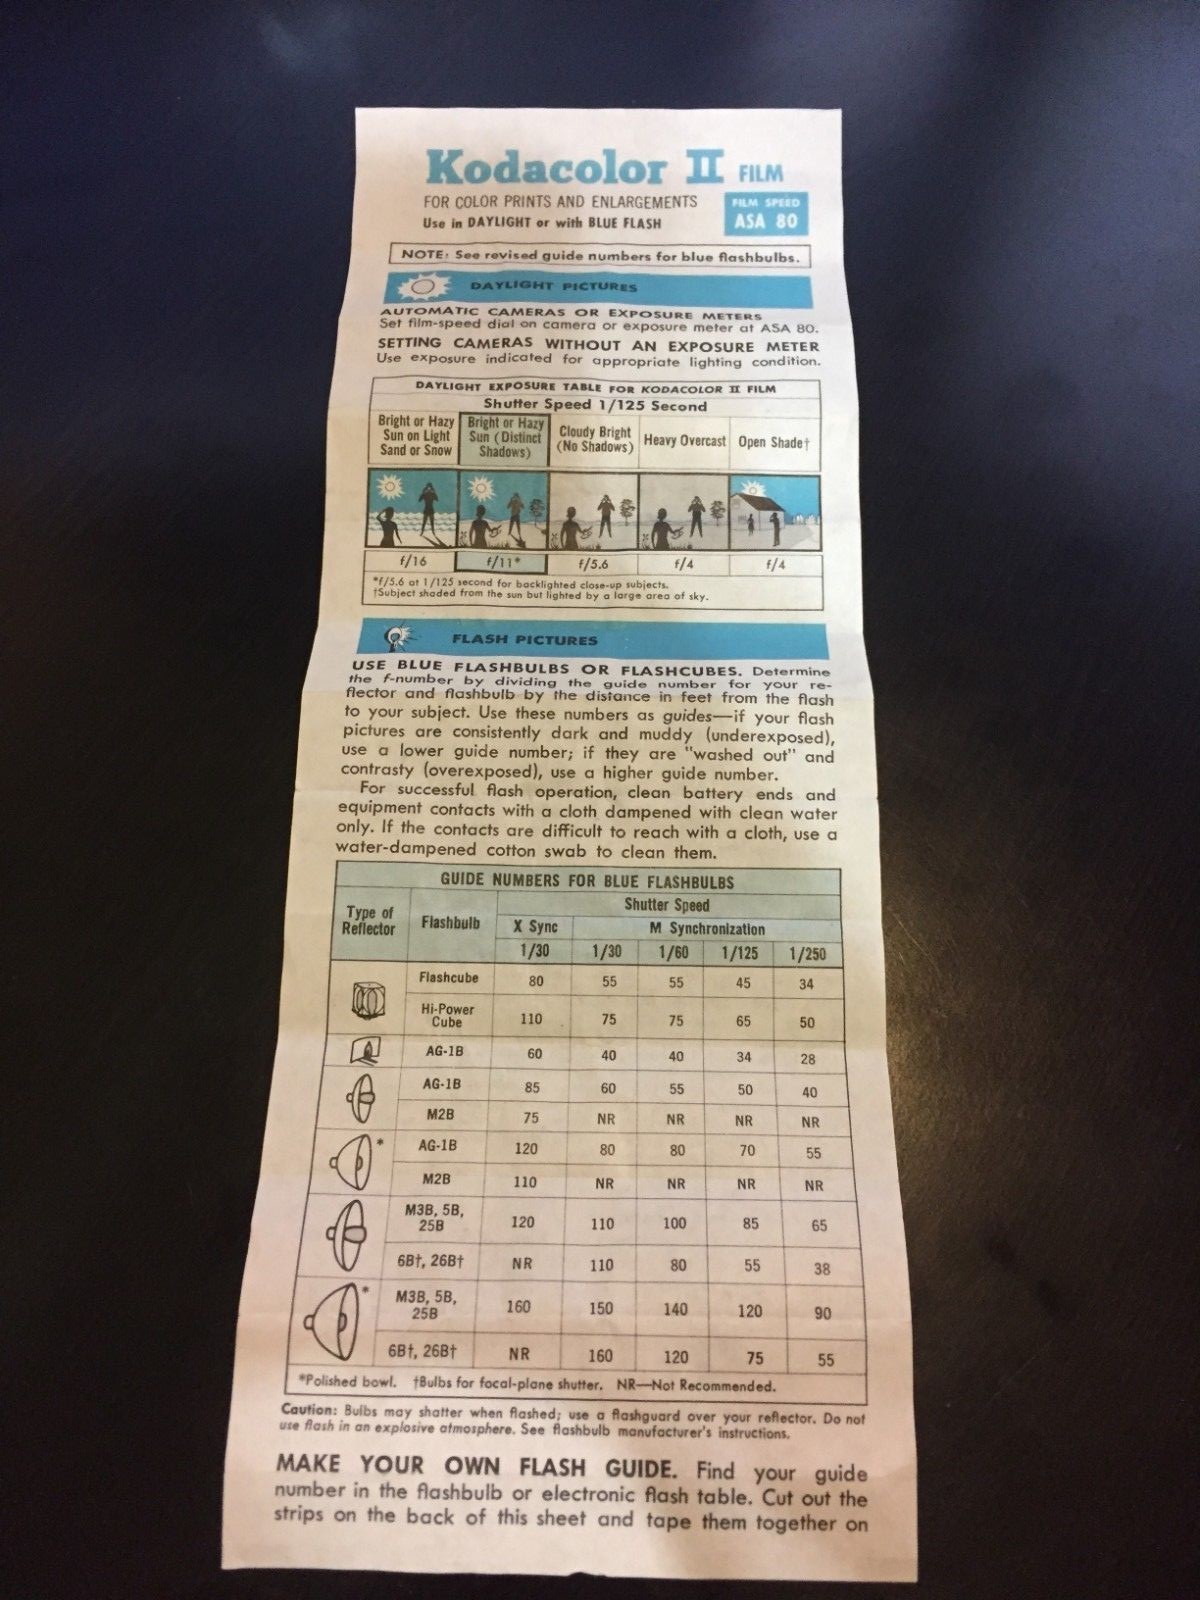 Kodacolor II FILM
FOR COLOR PRINTS AND ENLARGEMENTS
Use in DAYLIGHT or with BLUE FLASH
FILM SPEED
ASA 80
NOTE: See revised guide numbers for blue flashbulbs.
DAYLIGHT PICTURES
AUTOMATIC CAMERAS OR EXPOSURE METERS
Set film-speed dial on camera or exposure meter at ASA 80.
SETTING CAMERAS WITHOUT AN EXPOSURE METER
Use exposure indicated for appropriate lighting condition.
DAYLIGHT EXPOSURE TABLE FOR KODACOLOR II FILM
Shutter Speed 1/125 Second
Bright or Hazy Sun on Light Sand or Snow | Bright or Hazy Sun (Distinct Shadows) | Cloudy Bright (No Shadows) | Heavy Overcast | Open Shade†
f/16 | f/11* | f/5.6 | f/4 | f/4
*f/5.6 at 1/125 second for backlighted close-up subjects.
†Subject shaded from the sun but lighted by a large area of sky.
FLASH PICTURES
USE BLUE FLASHBULBS OR FLASHCUBES. Determine
the f-number by dividing the guide number for your re-
flector and flashbulb by the distance in feet from the flash
to your subject. Use these numbers as guides—if your flash
pictures are consistently dark and muddy (underexposed),
use a lower guide number; if they are "washed out" and
contrasty (overexposed), use a higher guide number.
For successful flash operation, clean battery ends and
equipment contacts with a cloth dampened with clean water
only. If the contacts are difficult to reach with a cloth, use a
water-dampened cotton swab to clean them.
GUIDE NUMBERS FOR BLUE FLASHBULBS
Type of Reflector | Flashbulb | Shutter Speed
X Sync | M Synchronization
1/30 | 1/30 | 1/60 | 1/125 | 1/250
Flashcube | 80 | 55 | 55 | 45 | 34
Hi-Power Cube | 110 | 75 | 75 | 65 | 50
AG-1B | 60 | 40 | 40 | 34 | 28
AG-1B | 85 | 60 | 55 | 50 | 40
M2B | 75 | NR | NR | NR | NR
* AG-1B | 120 | 80 | 80 | 70 | 55
M2B | 110 | NR | NR | NR | NR
M3B, 5B, 25B | 120 | 110 | 100 | 85 | 65
6B†, 26B† | NR | 110 | 80 | 55 | 38
* M3B, 5B, 25B | 160 | 150 | 140 | 120 | 90
6B†, 26B† | NR | 160 | 120 | 75 | 55
*Polished bowl. †Bulbs for focal-plane shutter. NR—Not Recommended.
Caution: Bulbs may shatter when flashed; use a flashguard over your reflector. Do not
use flash in an explosive atmosphere. See flashbulb manufacturer's instructions.
MAKE YOUR OWN FLASH GUIDE. Find your guide
number in the flashbulb or electronic flash table. Cut out the
strips on the back of this sheet and tape them together on